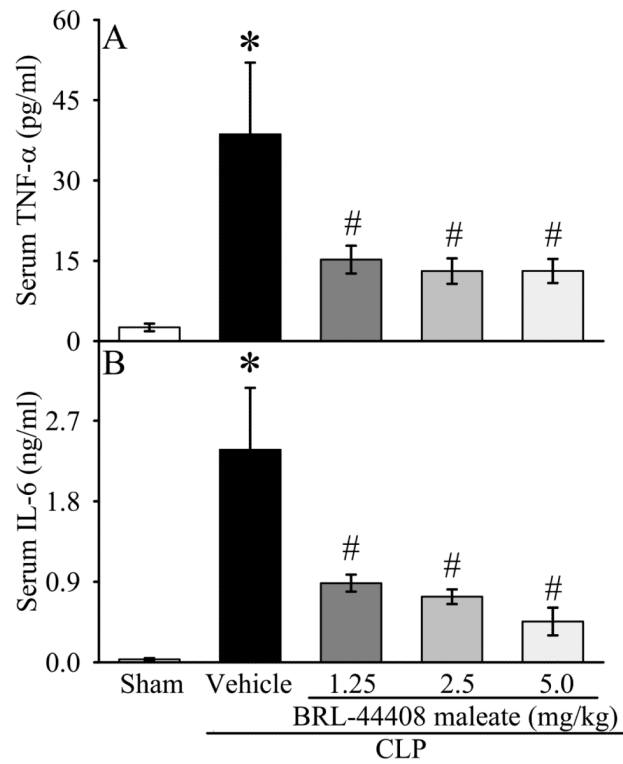 A
*
Serum TNF-α (pg/ml)
60
45
30
15
0
#
#
#
B
*
Serum IL-6 (ng/ml)
2.7
1.8
0.9
0.0
#
#
#
Sham Vehicle 1.25 2.5 5.0
BRL-44408 maleate (mg/kg)
CLP